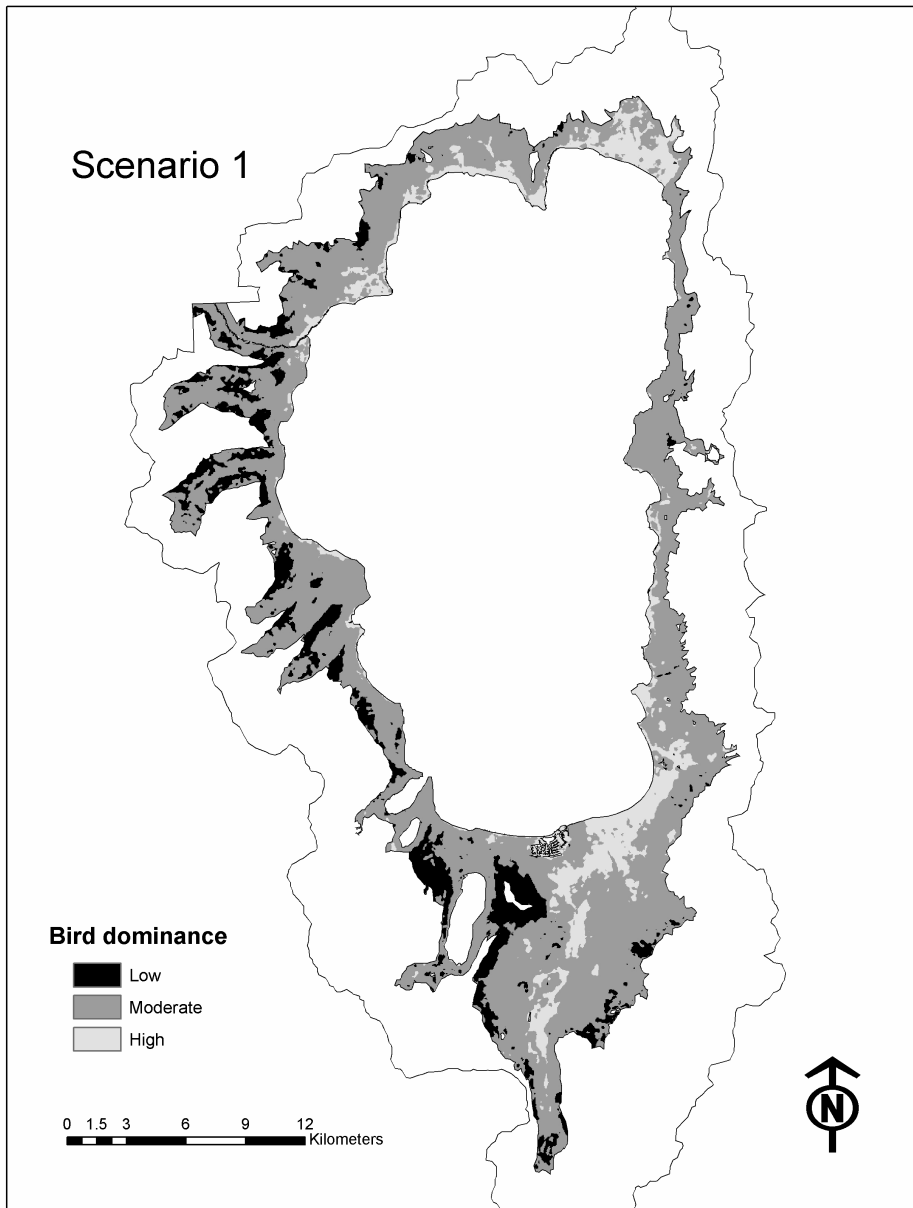 Scenario 1
Bird dominance
Low
Moderate
High
0 1.5 3 6 9 12
Kilometers
N